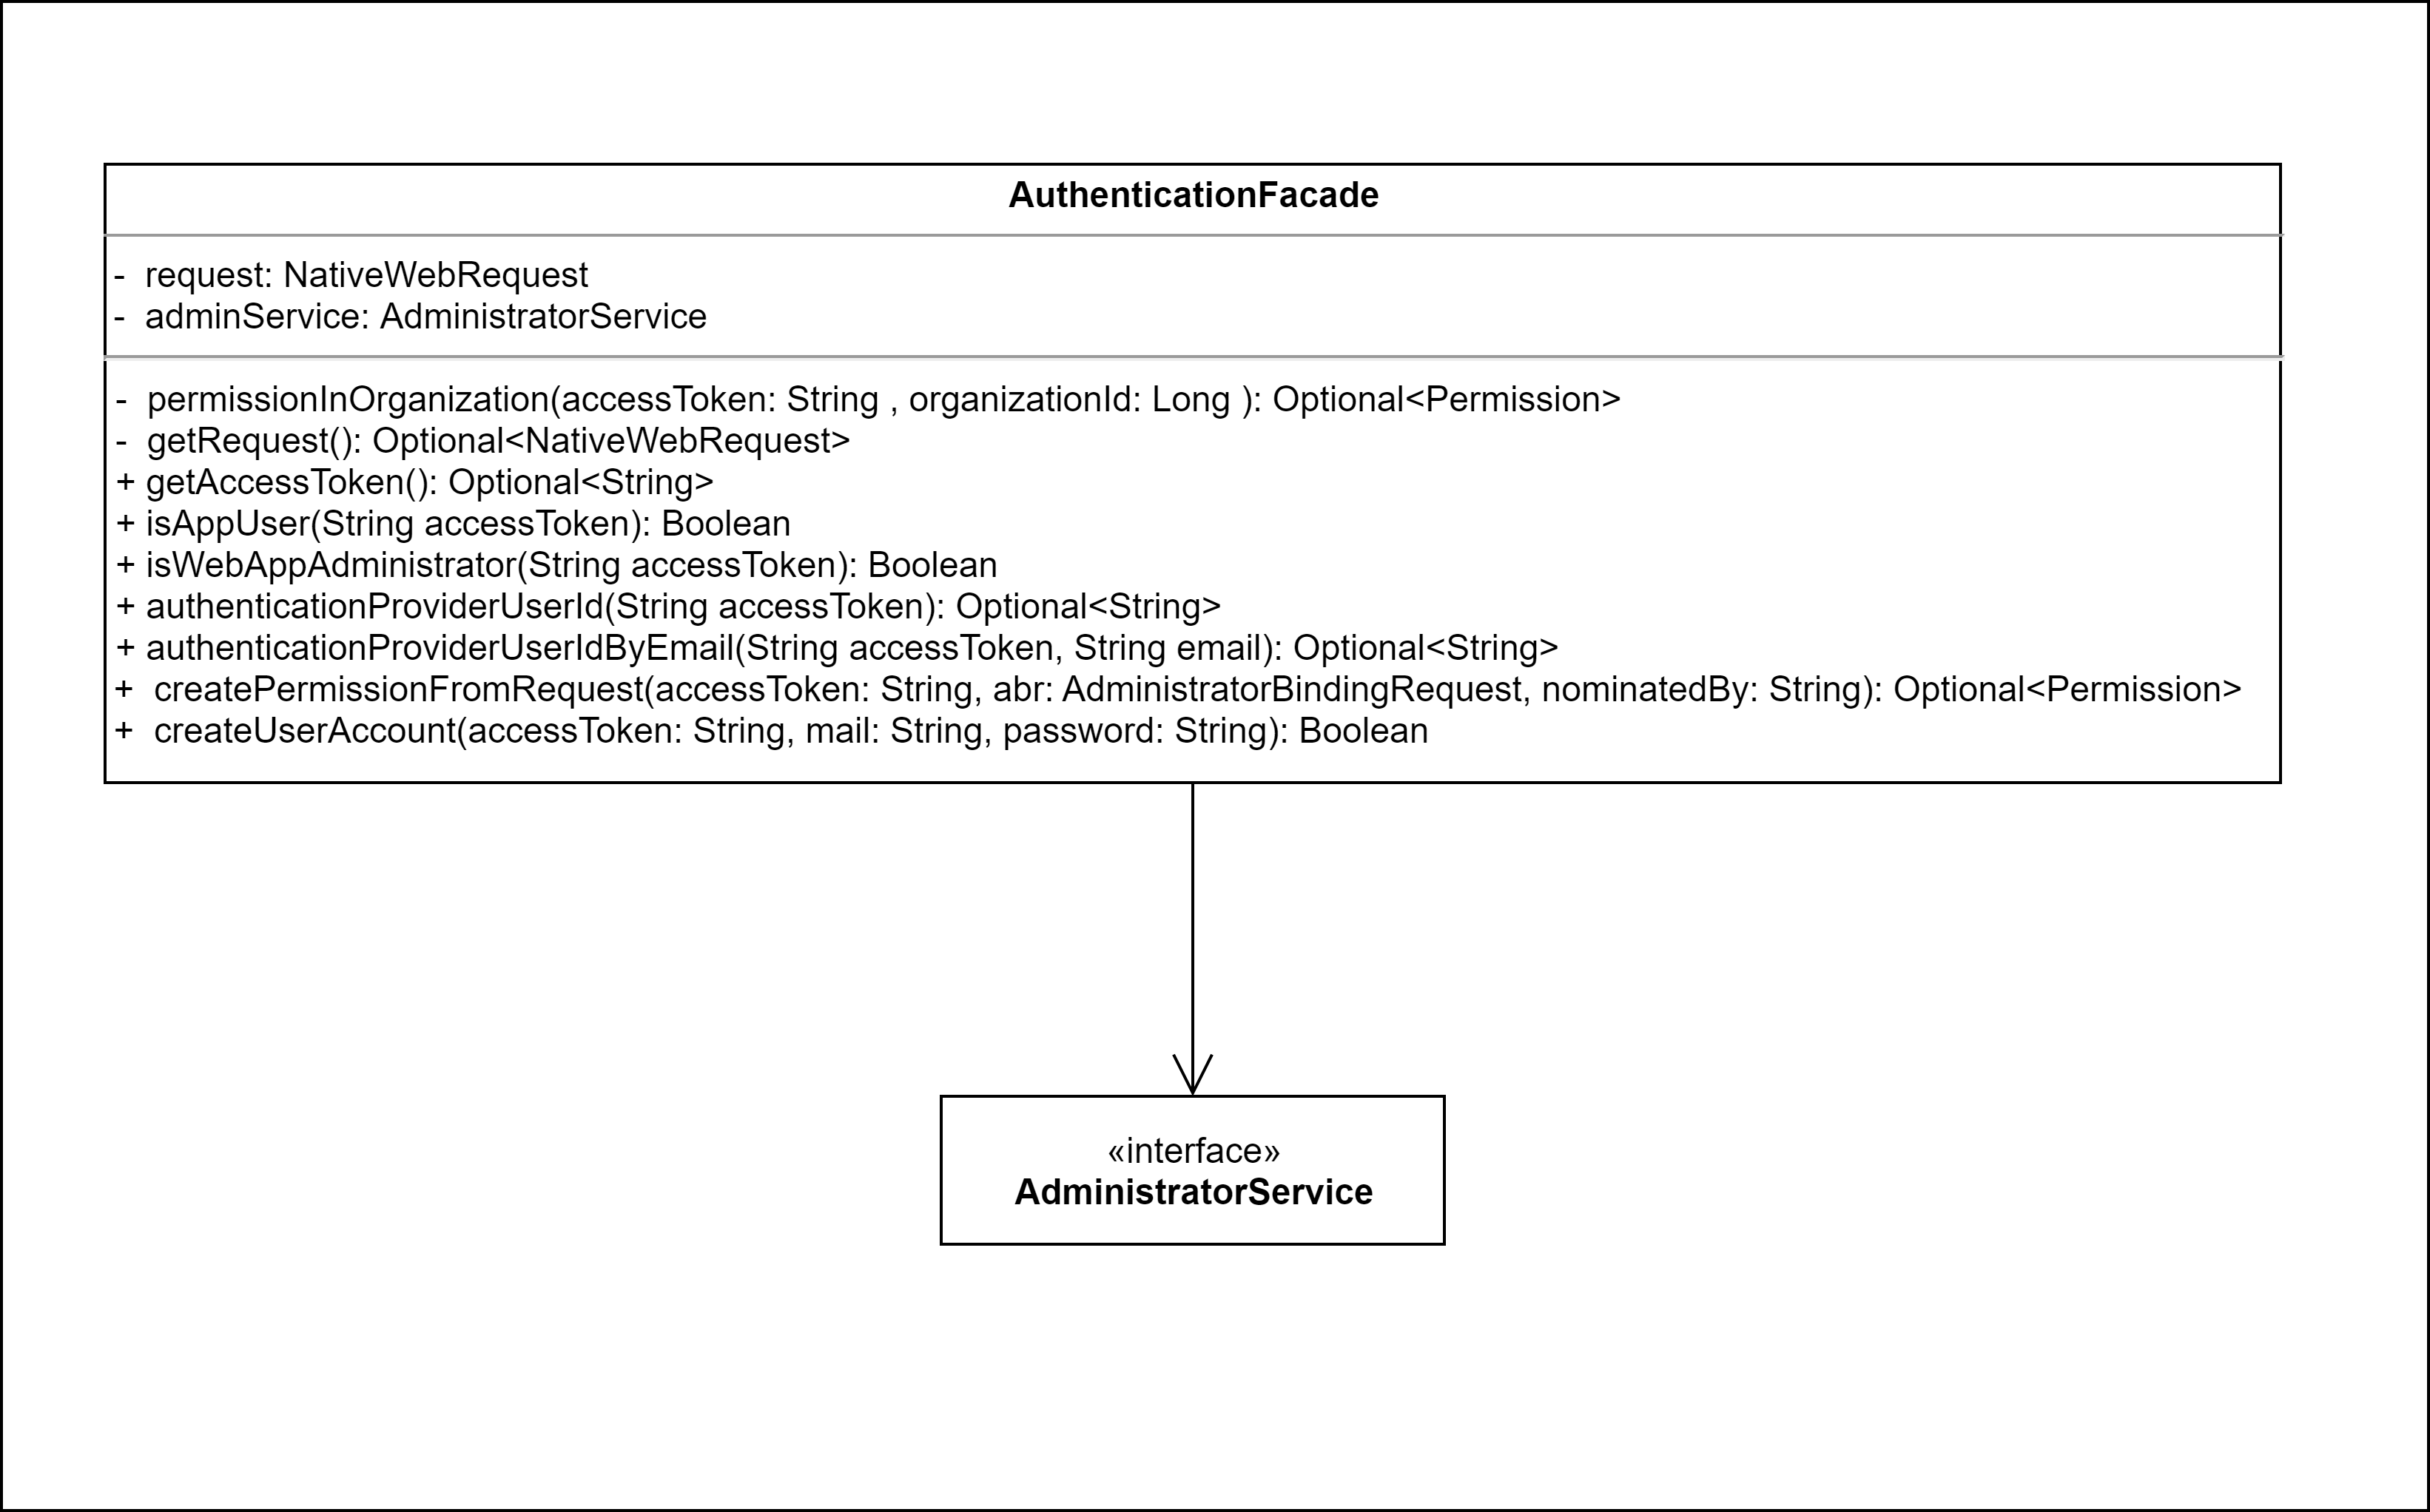 AuthenticationFacade
- request: NativeWebRequest
- adminService: AdministratorService
- permissionInOrganization(accessToken: String , organizationId: Long ): Optional<Permission>
- getRequest(): Optional<NativeWebRequest>
+ getAccessToken(): Optional<String>
+ isAppUser(String accessToken): Boolean
+ isWebAppAdministrator(String accessToken): Boolean
+ authenticationProviderUserId(String accessToken): Optional<String>
+ authenticationProviderUserIdByEmail(String accessToken, String email): Optional<String>
+ createPermissionFromRequest(accessToken: String, abr: AdministratorBindingRequest, nominatedBy: String): Optional<Permission>
+ createUserAccount(accessToken: String, mail: String, password: String): Boolean
«interface»
AdministratorService